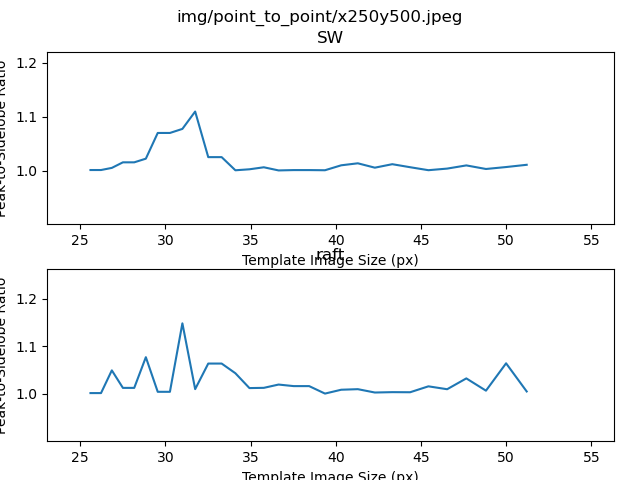 img/point_to_point/x250y500.jpeg
SW
Peak-to-Sidelobe Ratio
1.2
1.1
1.0
25 30 35 40 45 50 55
Template Image Size (px)
raft
Peak-to-Sidelobe Ratio
1.2
1.1
1.0
25 30 35 40 45 50 55
Template Image Size (px)